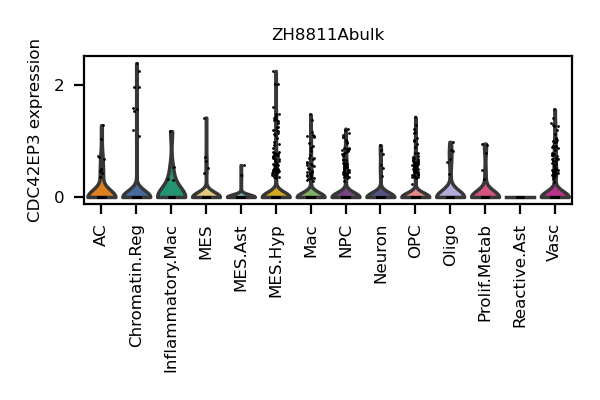 ZH8811Abulk
CDC42EP3 expression
2
0
AC
Chromatin.Reg
Inflammatory.Mac
MES
MES.Ast
MES.Hyp
Mac
NPC
Neuron
OPC
Oligo
Prolif.Metab
Reactive.Ast
Vasc